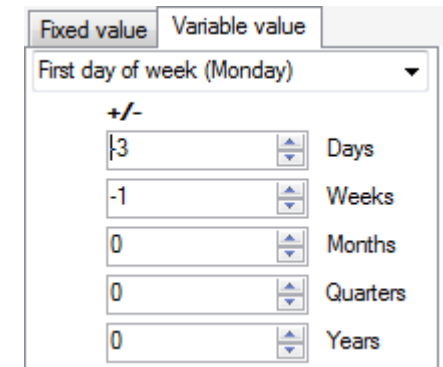 Fixed value Variable value
First day of week (Monday)
+/-
-3 Days
-1 Weeks
0 Months
0 Quarters
0 Years